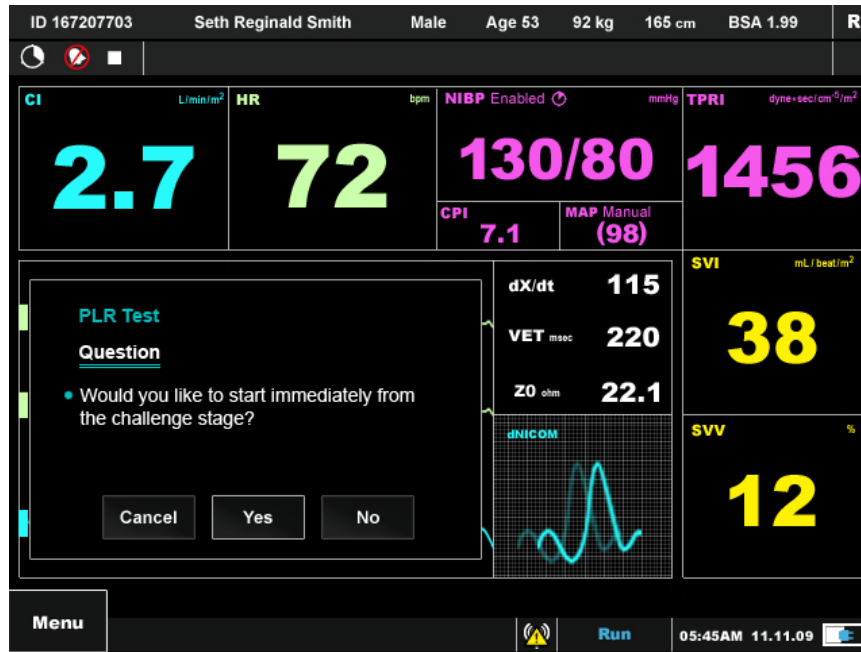 ID 167207703 Seth Reginald Smith Male Age 53 92 kg 165 cm BSA 1.99 R
CI L/min/m² HR bpm NIBP Enabled mmHg TPRI dyne•sec/cm⁻⁵/m²
2.7 72 130/80 1456
CPI MAP Manual
7.1 (98)
SVI mL / beat/m²
dX/dt 115
PLR Test
38
Question
VET msec 220
Would you like to start immediately from
the challenge stage?
Z0 ohm 22.1
dNICOM SVV %
12
Cancel Yes No
Menu
Run 05:45AM 11.11.09